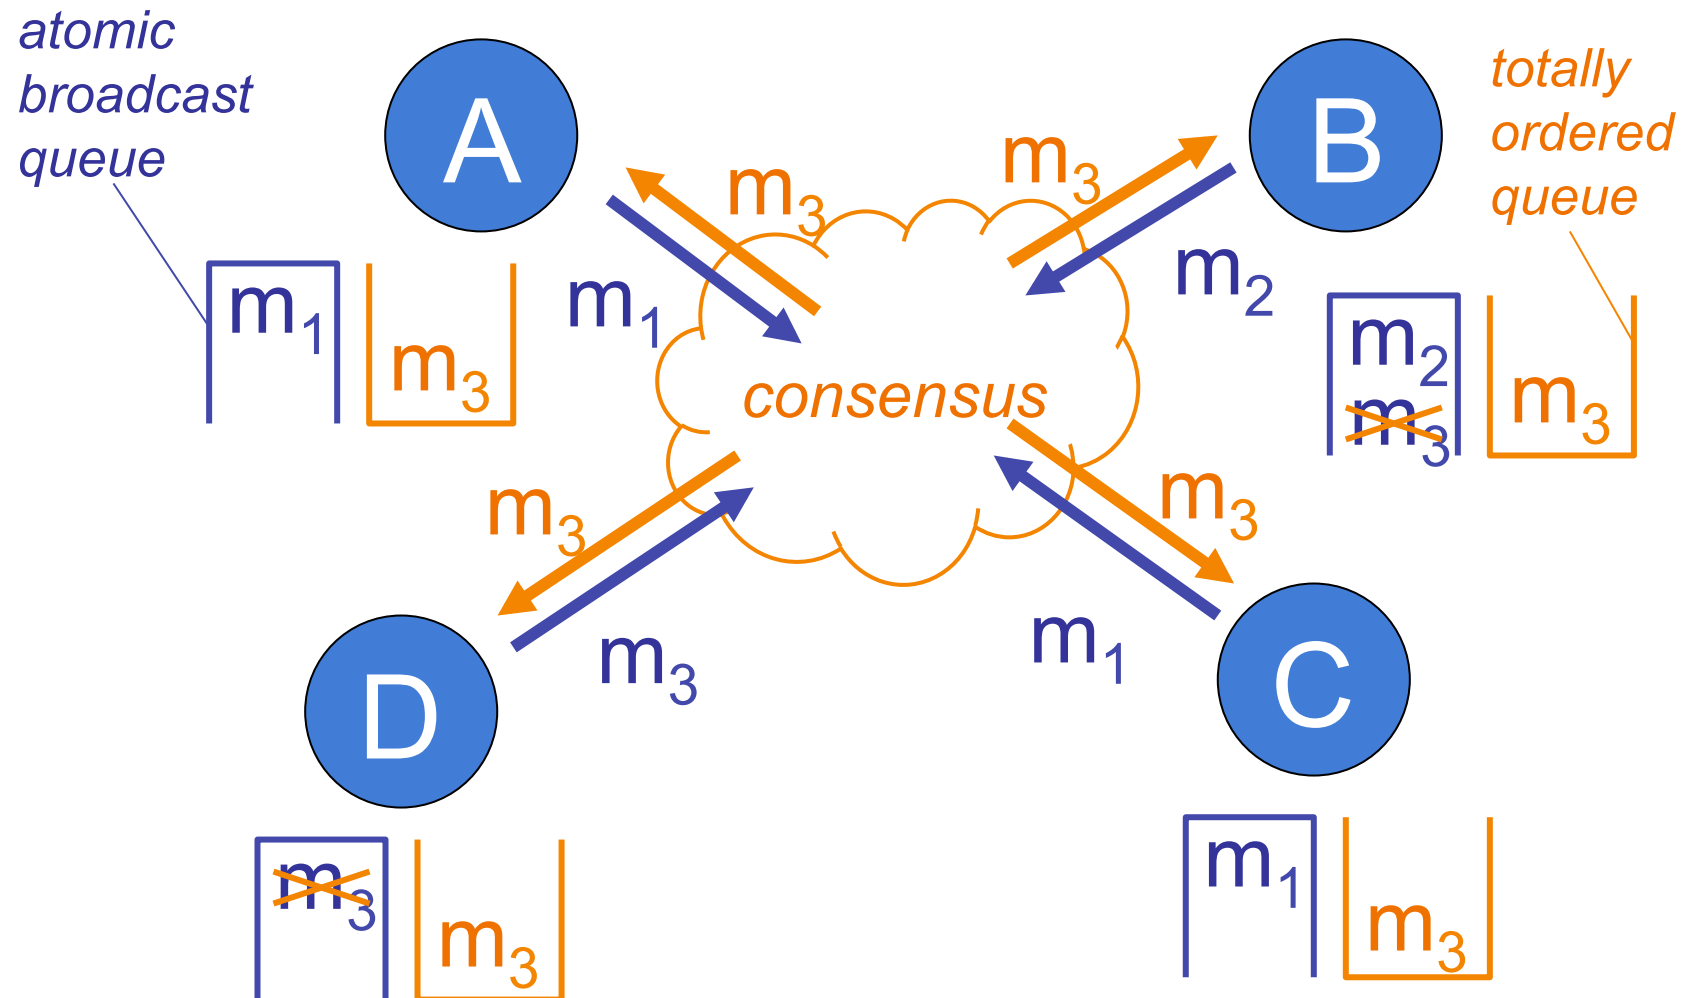 atomic
broadcast
queue
A
B
totally
ordered
queue
m₃
m₃
m₁
m₂
m₁
m₃
m₂
m₃
m₃
consensus
m₃
m₃
m₃
m₁
D
C
m₃
m₃
m₁
m₃